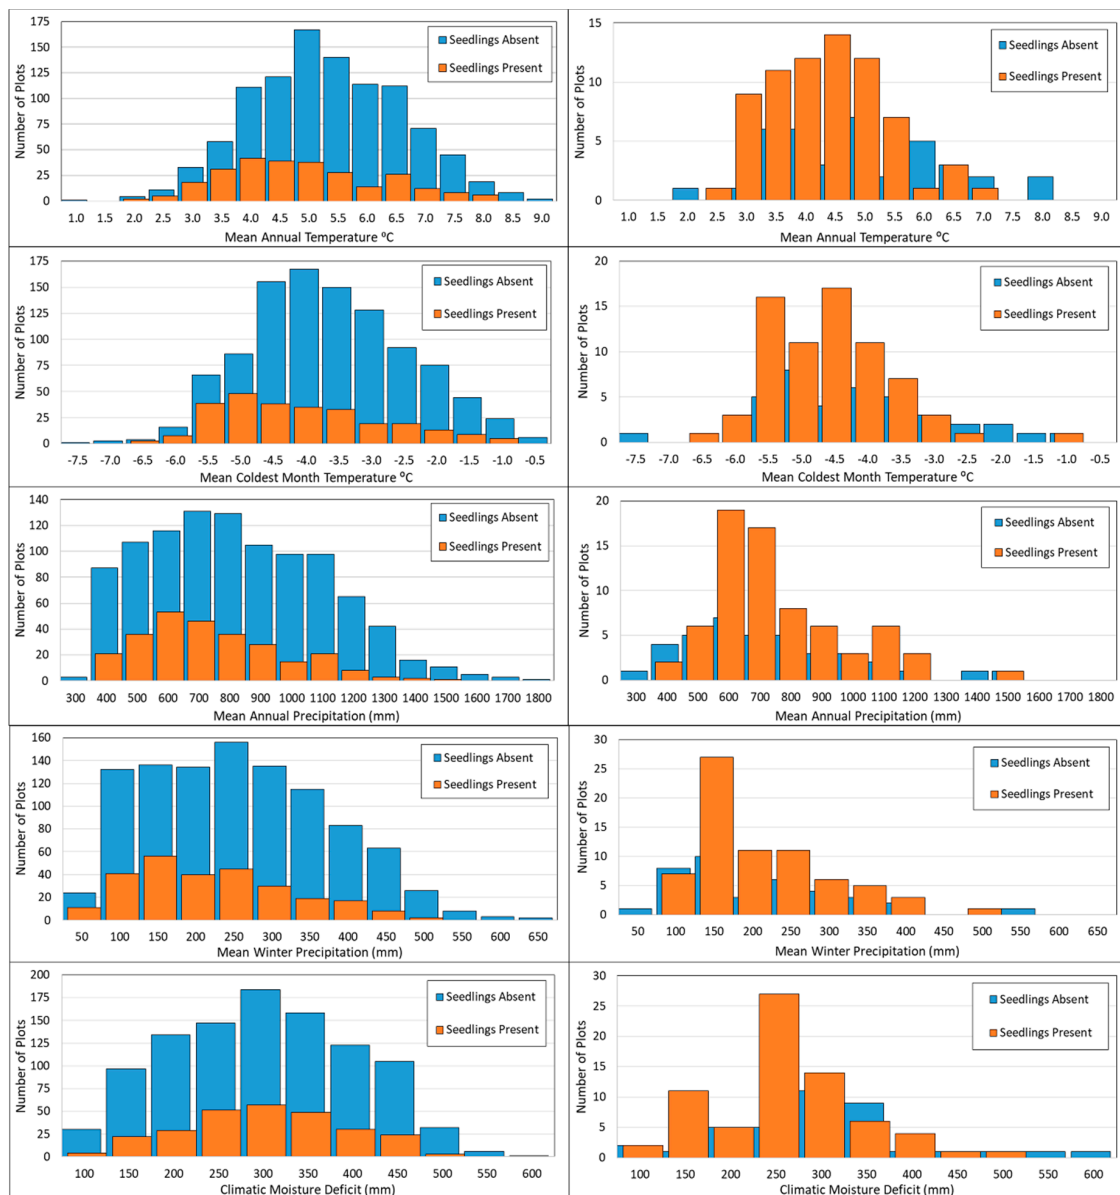 175
150
125
100
75
50
25
0
Number of Plots
Seedlings Absent
Seedlings Present
1.0 1.5 2.0 2.5 3.0 3.5 4.0 4.5 5.0 5.5 6.0 6.5 7.0 7.5 8.0 8.5 9.0
Mean Annual Temperature ⁰C
15
10
5
0
Number of Plots
Seedlings Absent
Seedlings Present
1.0 1.5 2.0 2.5 3.0 3.5 4.0 4.5 5.0 5.5 6.0 6.5 7.0 7.5 8.0 8.5 9.0
Mean Annual Temperature ⁰C
175
150
125
100
75
50
25
0
Number of Plots
Seedlings Absent
Seedlings Present
-7.5 -7.0 -6.5 -6.0 -5.5 -5.0 -4.5 -4.0 -3.5 -3.0 -2.5 -2.0 -1.5 -1.0 -0.5
Mean Coldest Month Temperature ⁰C
20
15
10
5
0
Number of Plots
Seedlings Absent
Seedlings Present
-7.5 -7.0 -6.5 -6.0 -5.5 -5.0 -4.5 -4.0 -3.5 -3.0 -2.5 -2.0 -1.5 -1.0 -0.5
Mean Coldest Month Temperature ⁰C
140
120
100
80
60
40
20
0
Number of Plots
Seedlings Absent
Seedlings Present
300 400 500 600 700 800 900 1000 1100 1200 1300 1400 1500 1600 1700 1800
Mean Annual Precipitation (mm)
20
15
10
5
0
Number of Plots
Seedlings Absent
Seedlings Present
300 400 500 600 700 800 900 1000 1100 1200 1300 1400 1500 1600 1700 1800
Mean Annual Precipitation (mm)
160
140
120
100
80
60
40
20
0
Number of Plots
Seedlings Absent
Seedlings Present
50 100 150 200 250 300 350 400 450 500 550 600 650
Mean Winter Precipitation (mm)
30
25
20
15
10
5
0
Number of Plots
Seedlings Absent
Seedlings Present
50 100 150 200 250 300 350 400 450 500 550 600 650
Mean Winter Precipitation (mm)
200
175
150
125
100
75
50
25
0
Number of Plots
Seedlings Absent
Seedlings Present
100 150 200 250 300 350 400 450 500 550 600
Climatic Moisture Deficit (mm)
30
25
20
15
10
5
0
Number of Plots
Seedlings Absent
Seedlings Present
100 150 200 250 300 350 400 450 500 550 600
Climatic Moisture Deficit (mm)